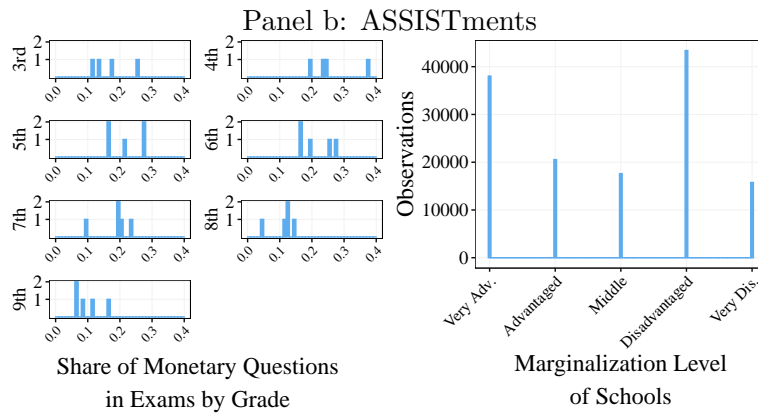 Panel b: ASSISTments
3rd
2
1
0.0 0.1 0.2 0.3 0.4
4th
2
1
0.0 0.1 0.2 0.3 0.4
5th
2
1
0.0 0.1 0.2 0.3 0.4
6th
2
1
0.0 0.1 0.2 0.3 0.4
7th
2
1
0.0 0.1 0.2 0.3 0.4
8th
2
1
0.0 0.1 0.2 0.3 0.4
9th
2
1
0.0 0.1 0.2 0.3 0.4
Share of Monetary Questions
in Exams by Grade
Observations
40000
30000
20000
10000
0
Very Adv. Advantaged Middle Disadvantaged Very Dis.
Marginalization Level
of Schools